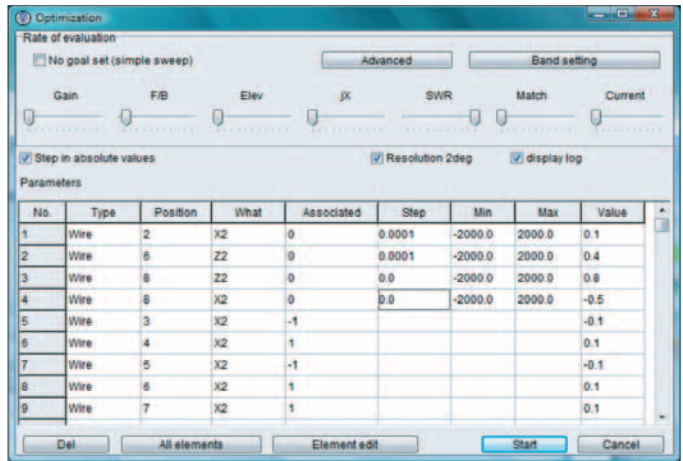 Optimization
Rate of evaluation
No goal set (simple sweep) Advanced Band setting
Gain F/B Elev jX SWR Match Current
Step in absolute values Resolution 2deg display log
Parameters
No. Type Position What Associated Step Min Max Value
1 Wire 2 X2 0 0.0001 -2000.0 2000.0 0.1
2 Wire 6 Z2 0 0.0001 -2000.0 2000.0 0.4
3 Wire 8 Z2 0 0.0 -2000.0 2000.0 0.8
4 Wire 8 X2 0 0.0 -2000.0 2000.0 -0.5
5 Wire 3 X2 -1 -0.1
6 Wire 4 X2 1 0.1
7 Wire 5 X2 -1 -0.1
8 Wire 6 X2 1 0.1
9 Wire 7 X2 1 0.1
Del All elements Element edit Start Cancel